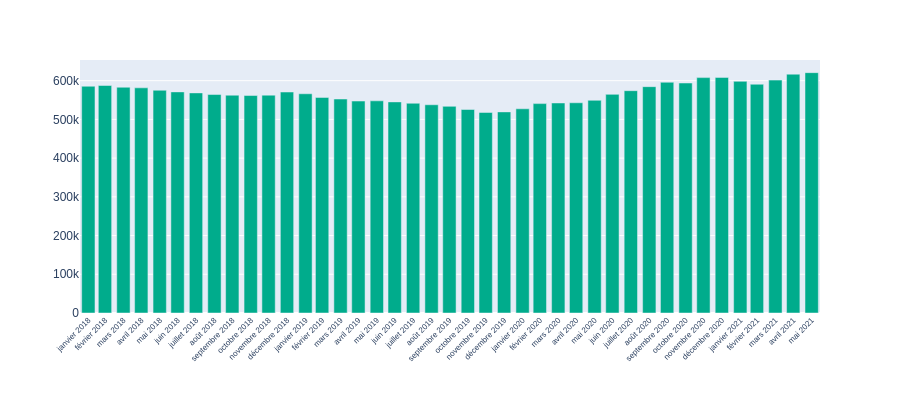 600k
500k
400k
300k
200k
100k
0
janvier 2018
février 2018
mars 2018
avril 2018
mai 2018
juin 2018
juillet 2018
août 2018
septembre 2018
octobre 2018
novembre 2018
décembre 2018
janvier 2019
février 2019
mars 2019
avril 2019
mai 2019
juin 2019
juillet 2019
août 2019
septembre 2019
octobre 2019
novembre 2019
décembre 2019
janvier 2020
février 2020
mars 2020
avril 2020
mai 2020
juin 2020
juillet 2020
août 2020
septembre 2020
octobre 2020
novembre 2020
décembre 2020
janvier 2021
février 2021
mars 2021
avril 2021
mai 2021